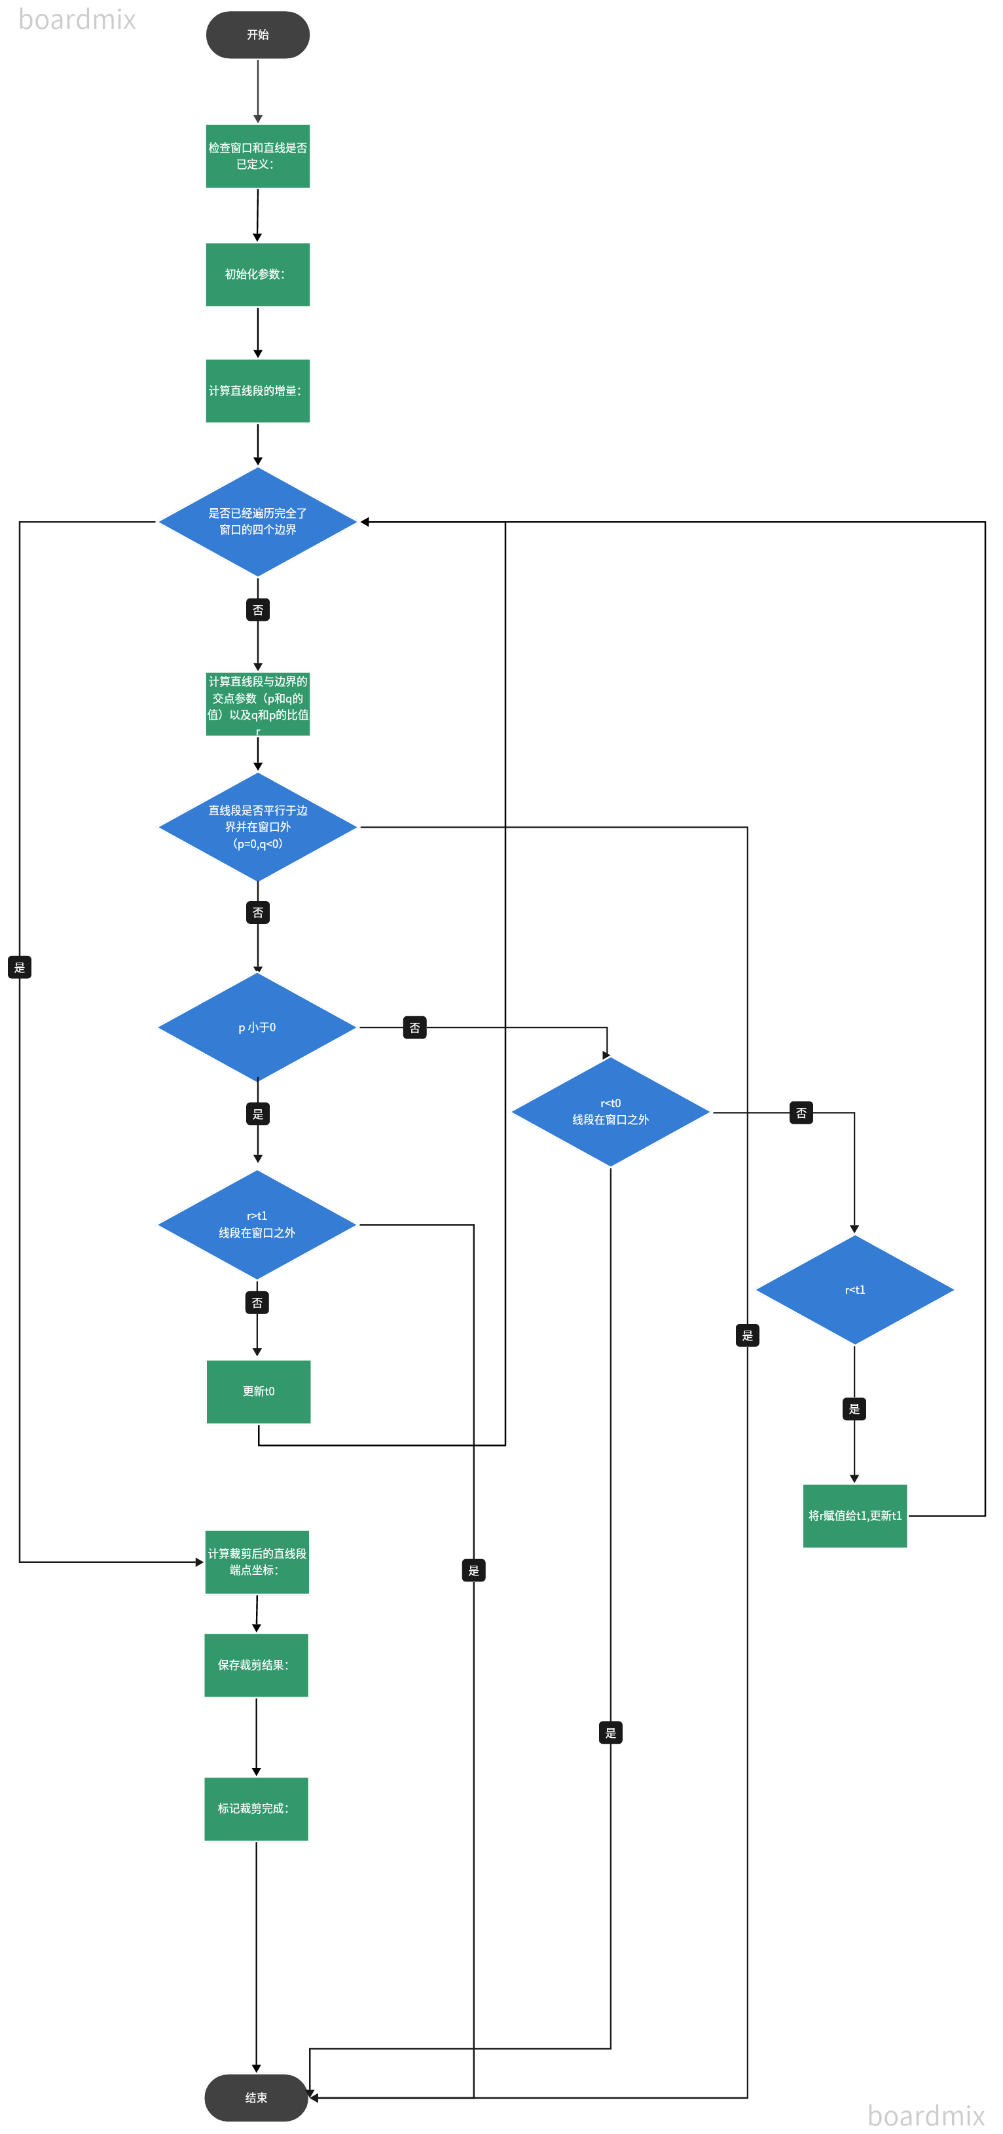 boardmix
开始
检查窗口和直线是否
已定义：
初始化参数：
计算直线段的增量：
是否已经遍历完全了
窗口的四个边界
否
计算直线段与边界的
交点参数（p和q的
值）以及q和p的比值
r
直线段是否平行于边
界并在窗口外
（p=0,q<0）
否
是
p 小于0
否
r<t0
线段在窗口之外
否
是
r>t1
线段在窗口之外
r<t1
否
是
更新t0
是
将r赋值给t1,更新t1
计算裁剪后的直线段
端点坐标：
是
保存裁剪结果：
是
标记裁剪完成：
结束
boardmix